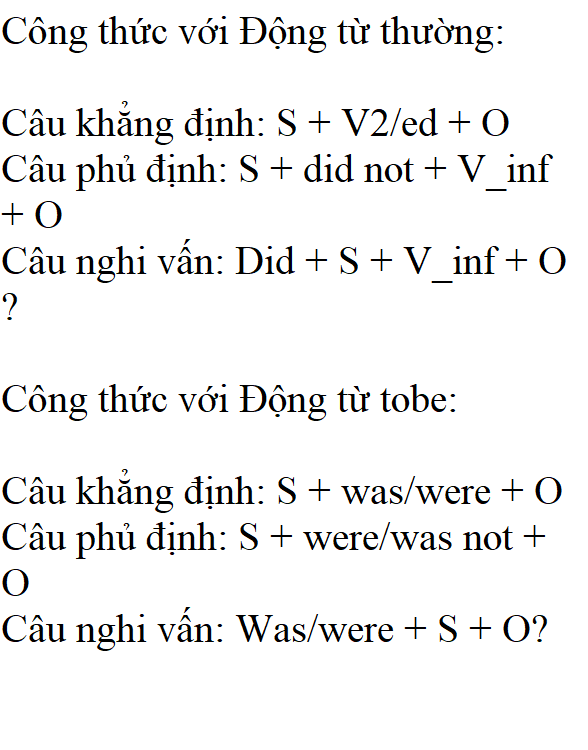 Công thức với Động từ thường:
Câu khẳng định: S + V2/ed + O
Câu phủ định: S + did not + V_inf
+ O
Câu nghi vấn: Did + S + V_inf + O
?
Công thức với Động từ tobe:
Câu khẳng định: S + was/were + O
Câu phủ định: S + were/was not +
O
Câu nghi vấn: Was/were + S + O?